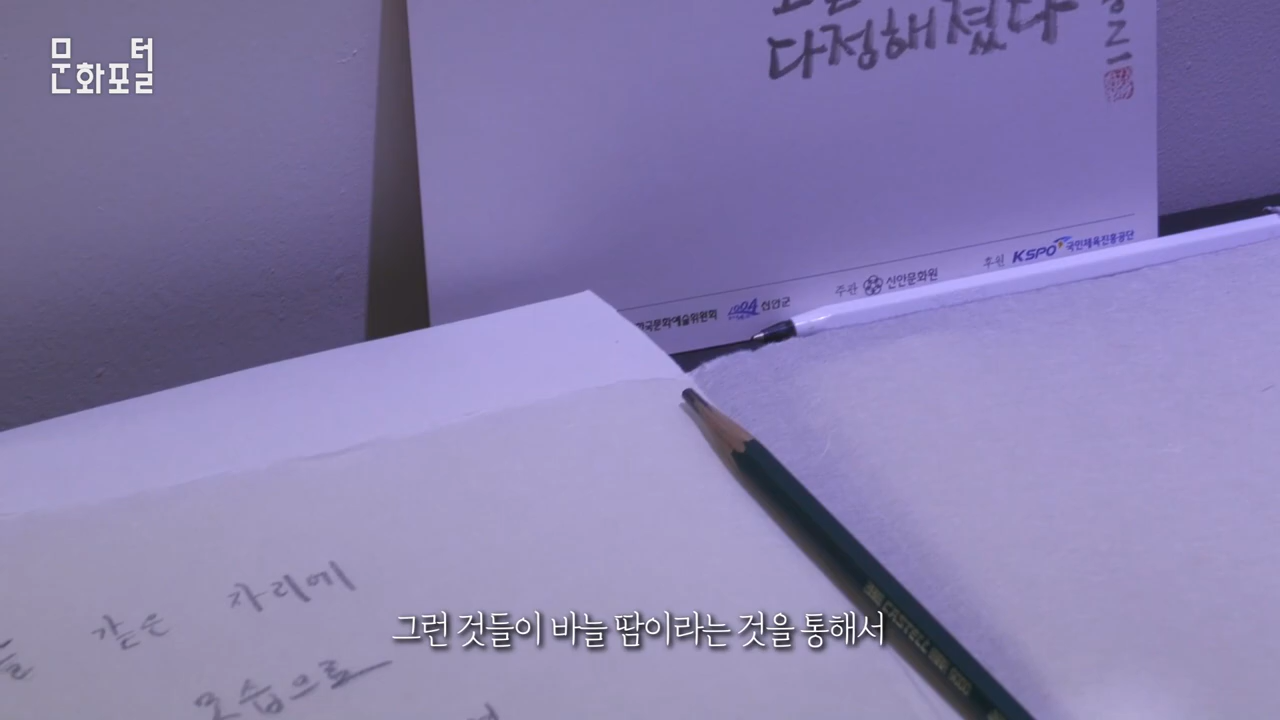 문화포털
다정해졌다
한국문화예술위원회
신안군
주관 신안문화원
후원 KSPO 국민체육진흥공단
같은 자리에
모습으로
그런 것들이 바늘 땀이라는 것을 통해서
CASTELL 9000